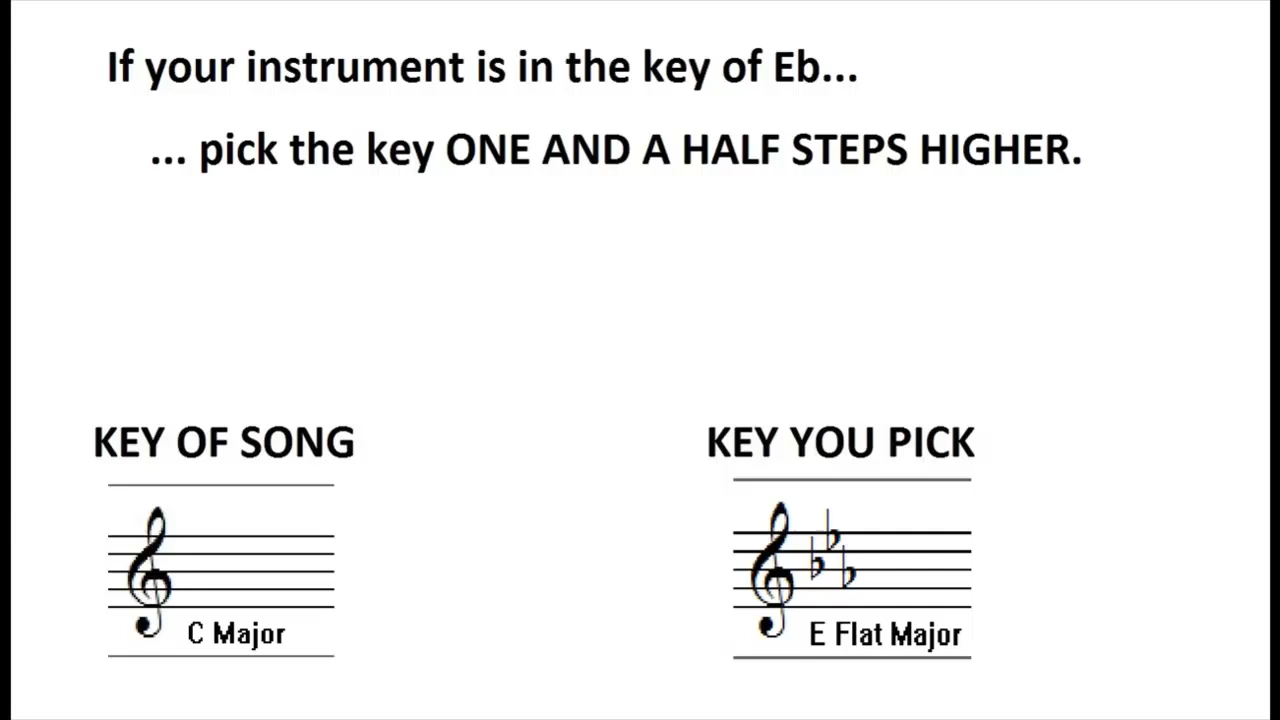 If your instrument is in the key of Eb...
... pick the key ONE AND A HALF STEPS HIGHER.
KEY OF SONG
KEY YOU PICK
C Major
E Flat Major